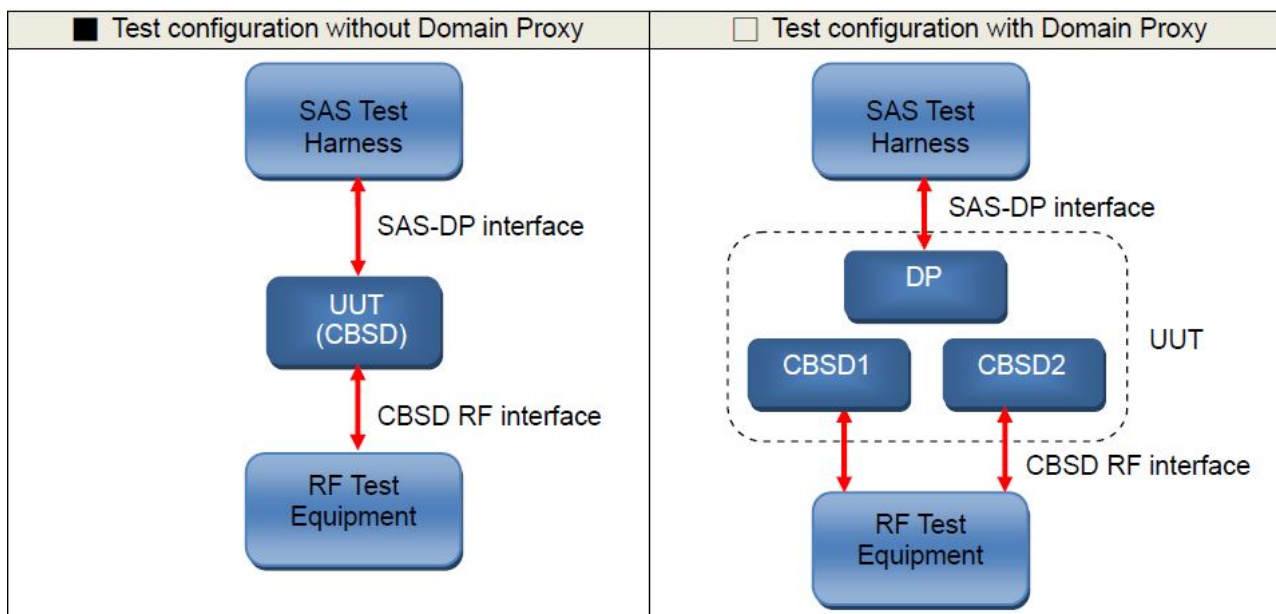 ■ Test configuration without Domain Proxy
SAS Test
Harness
SAS-DP interface
UUT
(CBSD)
CBSD RF interface
RF Test
Equipment
□ Test configuration with Domain Proxy
SAS Test
Harness
SAS-DP interface
DP
CBSD1
CBSD2
UUT
CBSD RF interface
RF Test
Equipment